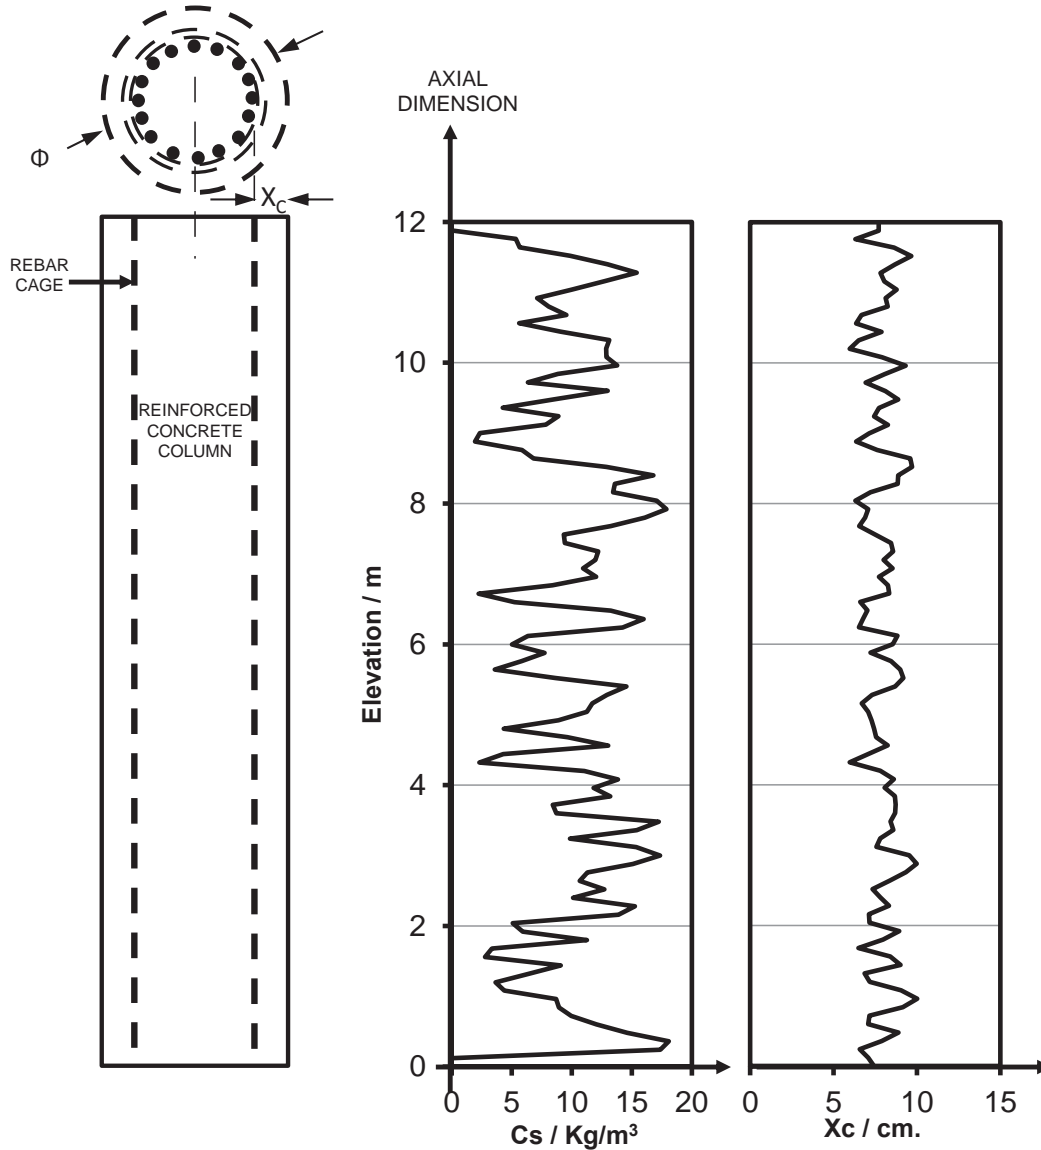 Φ
X_C
REBAR
CAGE
REINFORCED
CONCRETE
COLUMN
AXIAL
DIMENSION
Elevation / m
12
10
8
6
4
2
0
0 5 10 15 20
Cs / Kg/m³
0 5 10 15
Xc / cm.